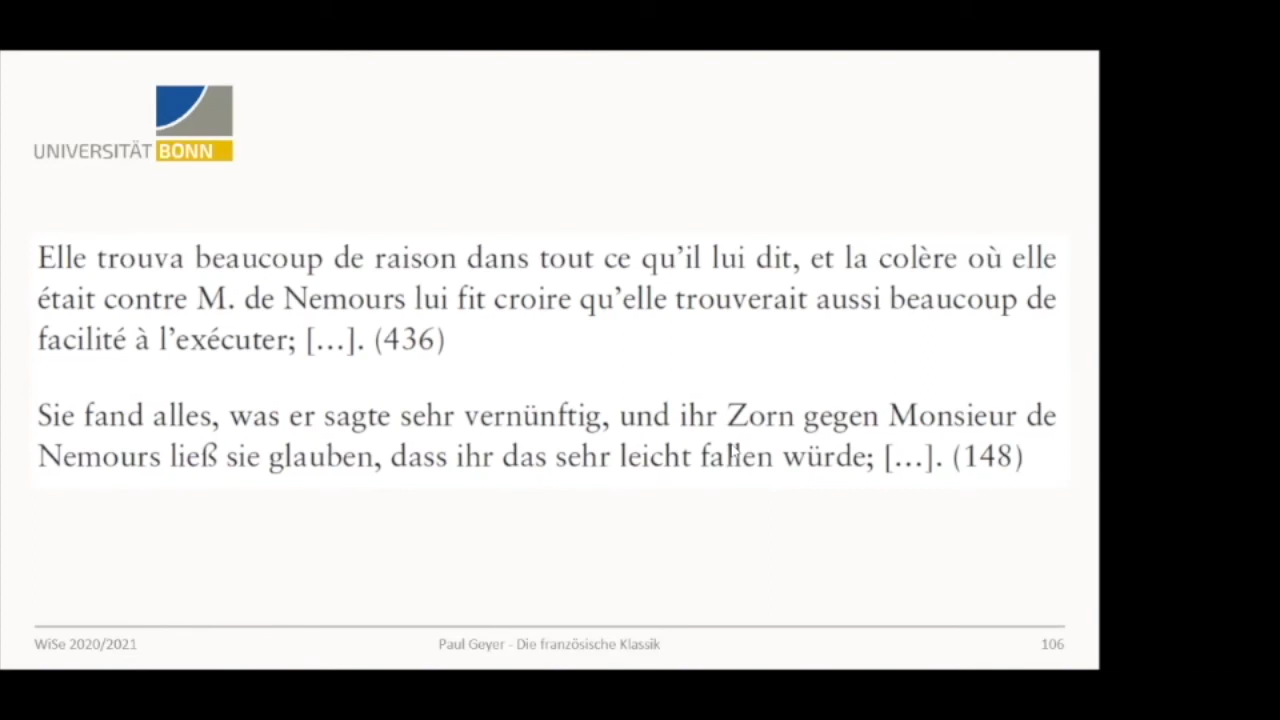 UNIVERSITÄT BONN
Elle trouva beaucoup de raison dans tout ce qu’il lui dit, et la colère où elle
était contre M. de Nemours lui fit croire qu’elle trouverait aussi beaucoup de
facilité à l’exécuter; […]. (436)
Sie fand alles, was er sagte sehr vernünftig, und ihr Zorn gegen Monsieur de
Nemours ließ sie glauben, dass ihr das sehr leicht fallen würde; […]. (148)
WiSe 2020/2021
Paul Geyer - Die französische Klassik
106